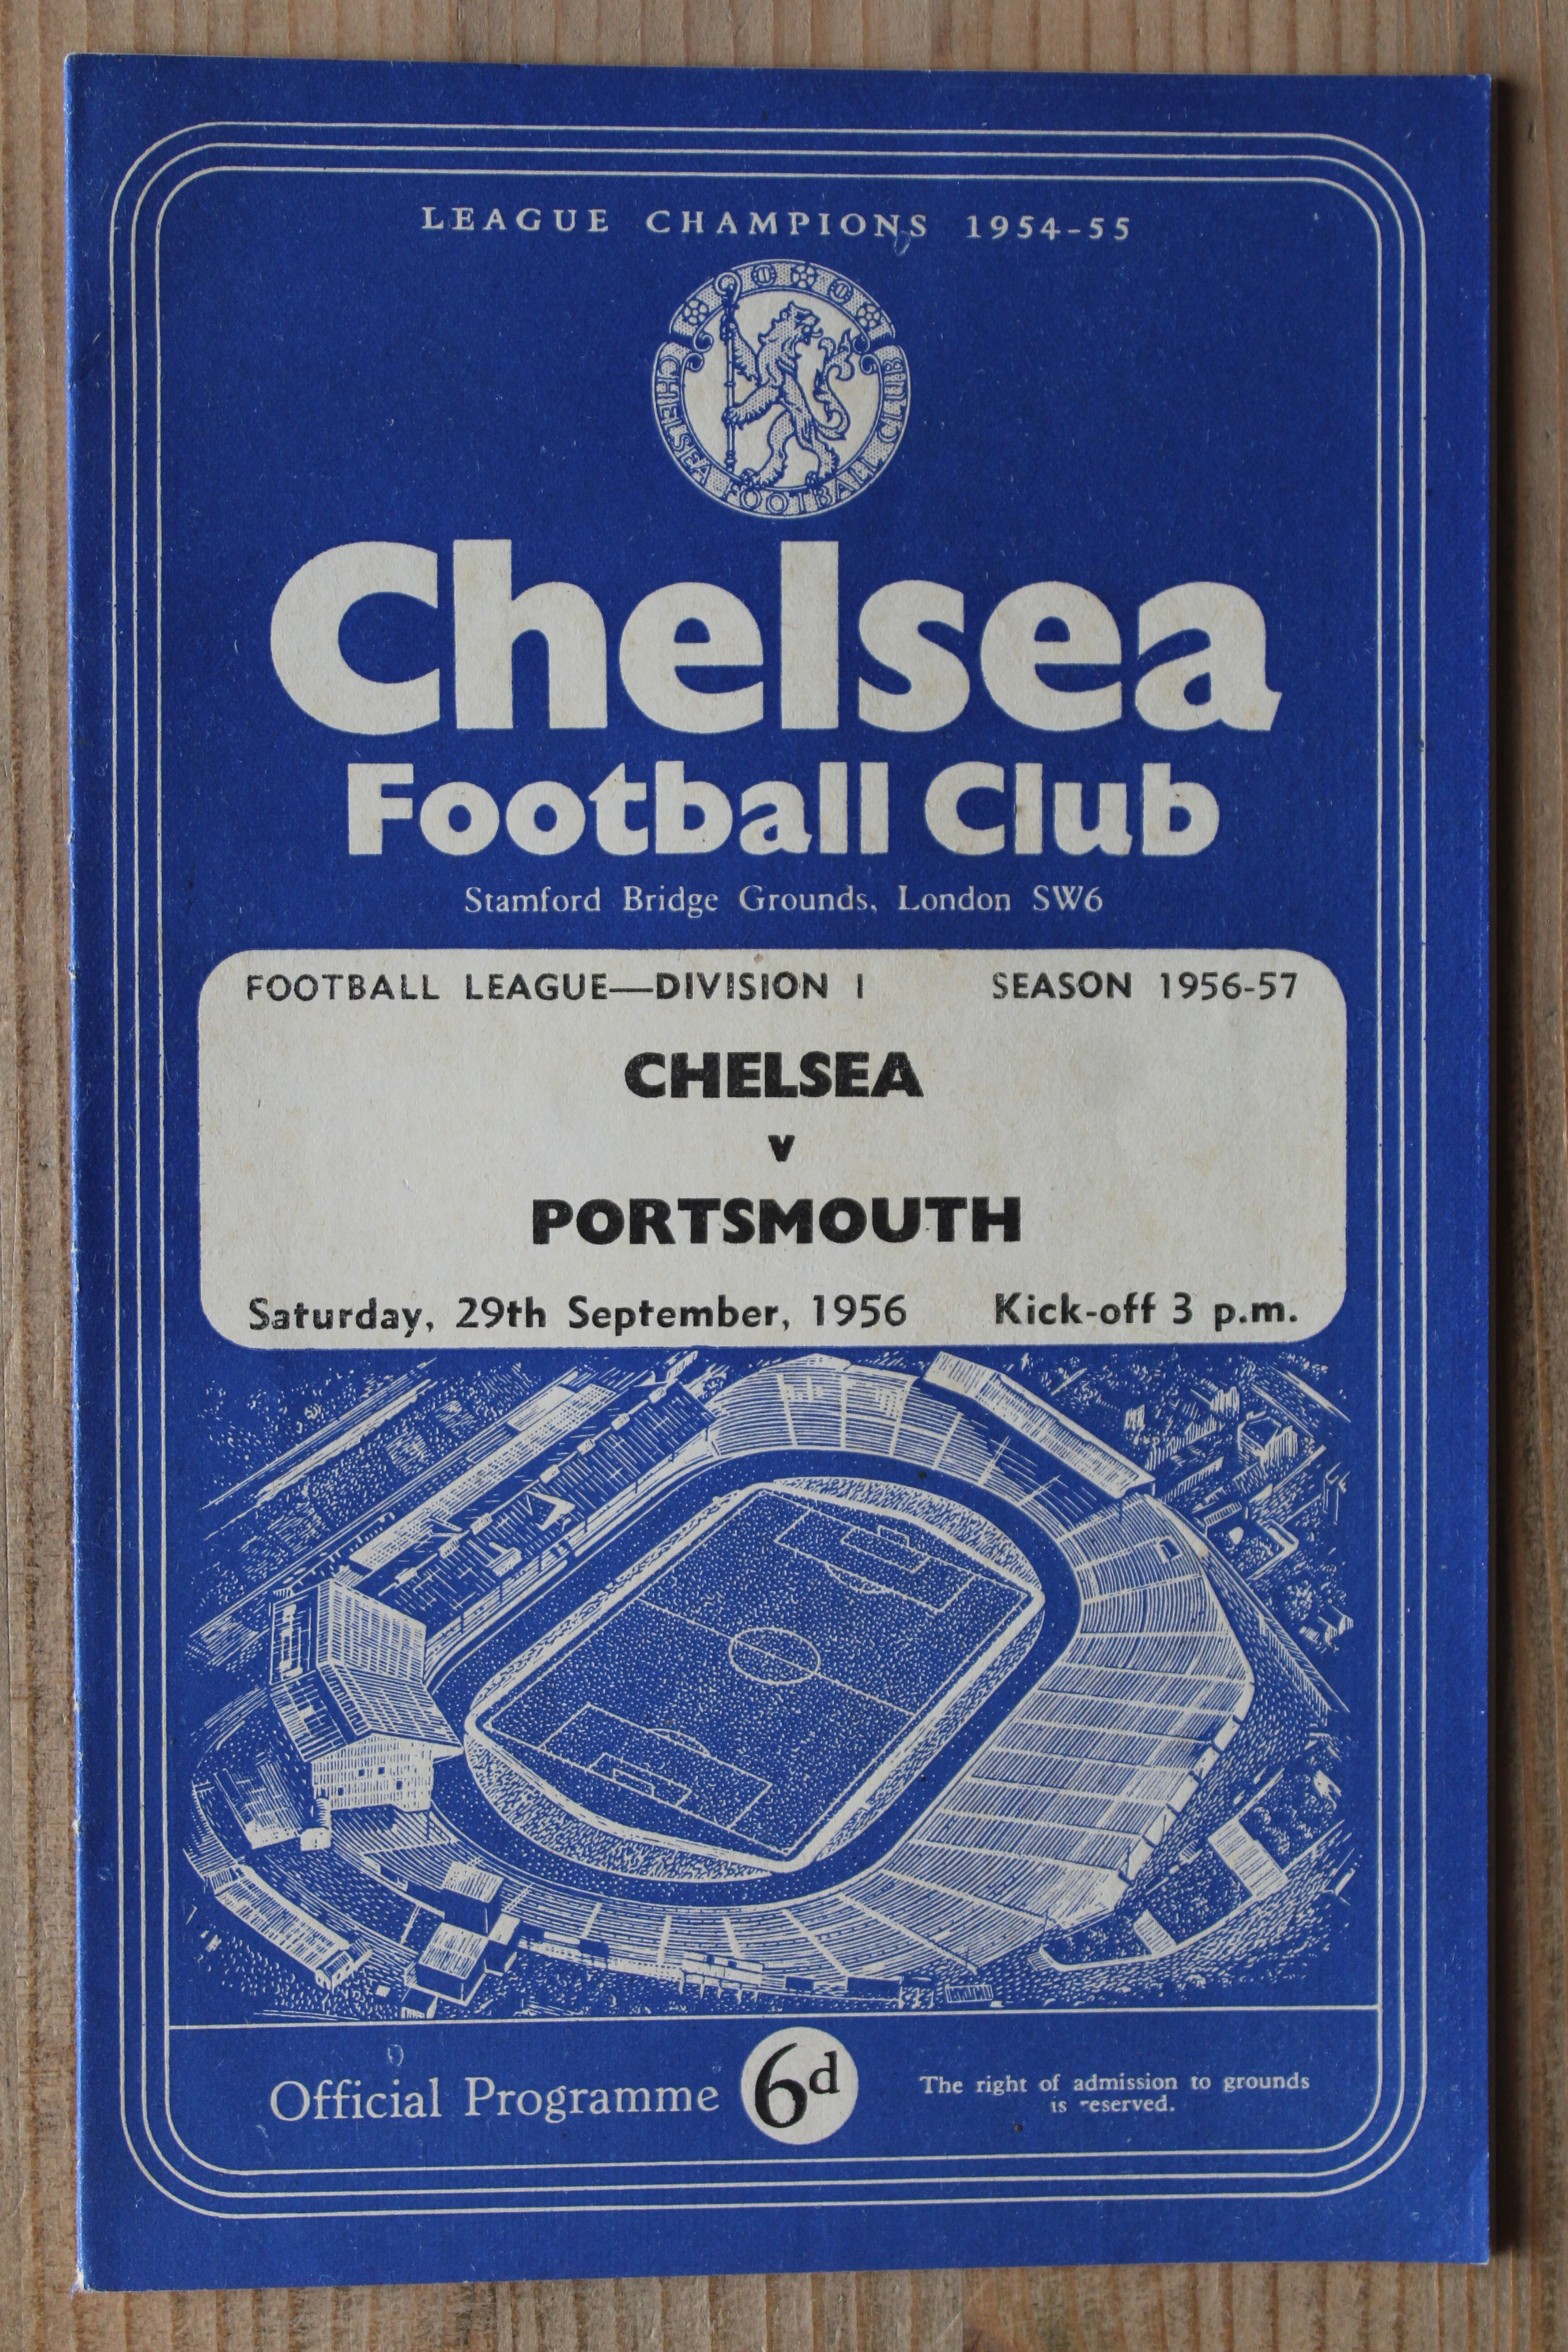 LEAGUE CHAMPIONS 1954-55
CHELSEA FOOTBALL CLUB
Chelsea
Football Club
Stamford Bridge Grounds, London SW6
FOOTBALL LEAGUE—DIVISION I SEASON 1956-57
CHELSEA
v
PORTSMOUTH
Saturday, 29th September, 1956 Kick-off 3 p.m.
Official Programme 6d The right of admission to grounds
is reserved.